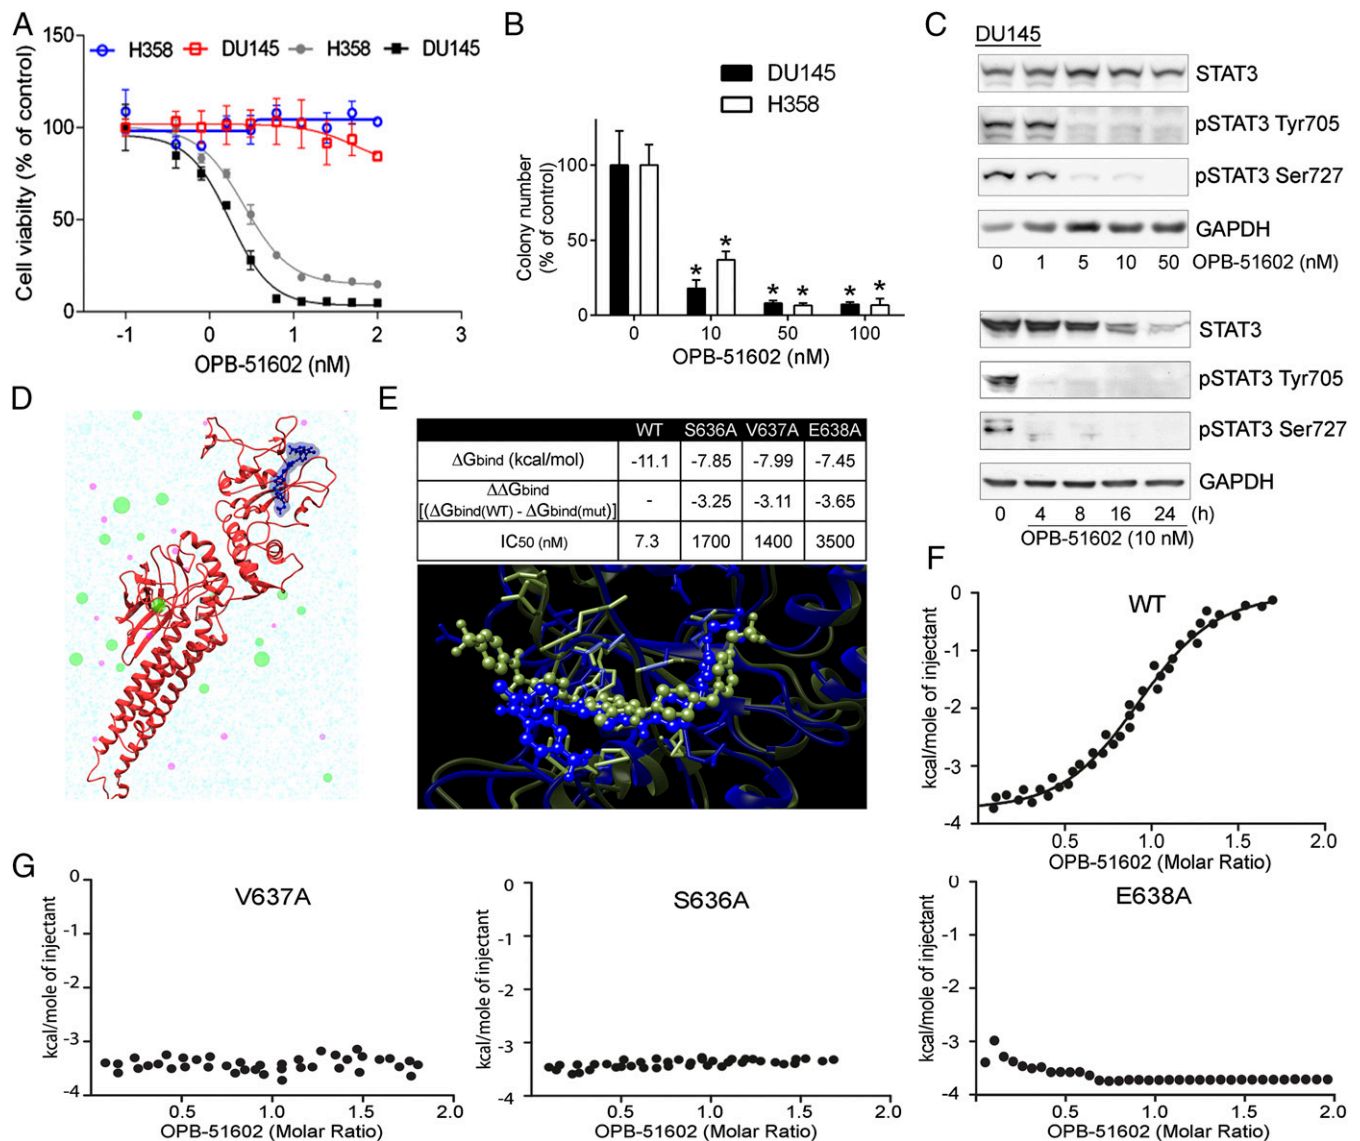 A
150
100
50
0
Cell viabilty (% of control)
H358 DU145 H358 DU145
-1 0 1 2 3
OPB-51602 (nM)
B
DU145
H358
100
50
0
Colony number
(% of control)
* * * * * *
0 10 50 100
OPB-51602 (nM)
C
DU145
STAT3
pSTAT3 Tyr705
pSTAT3 Ser727
GAPDH
0 1 5 10 50 OPB-51602 (nM)
STAT3
pSTAT3 Tyr705
pSTAT3 Ser727
GAPDH
0 4 8 16 24 (h)
OPB-51602 (10 nM)
D
E
WT S636A V637A E638A
ΔGbind (kcal/mol) -11.1 -7.85 -7.99 -7.45
ΔΔGbind
[(ΔGbind(WT) - ΔGbind(mut)] - -3.25 -3.11 -3.65
IC50 (nM) 7.3 1700 1400 3500
F
WT
0
-1
-2
-3
-4
kcal/mole of injectant
0.5 1.0 1.5 2.0
OPB-51602 (Molar Ratio)
G
V637A
0
-1
-2
-3
-4
kcal/mole of injectant
0.5 1.0 1.5 2.0
OPB-51602 (Molar Ratio)
S636A
0
-1
-2
-3
-4
kcal/mole of injectant
0.5 1.0 1.5 2.0
OPB-51602 (Molar Ratio)
E638A
0
-1
-2
-3
-4
kcal/mole of injectant
0.5 1.0 1.5 2.0
OPB-51602 (Molar Ratio)